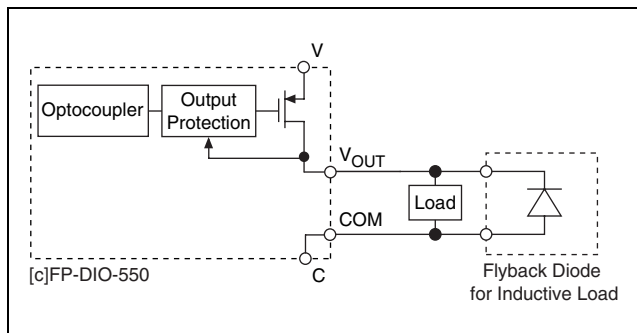 V
Optocoupler
Output
Protection
VOUT
Load
COM
C
[c]FP-DIO-550
Flyback Diode
for Inductive Load